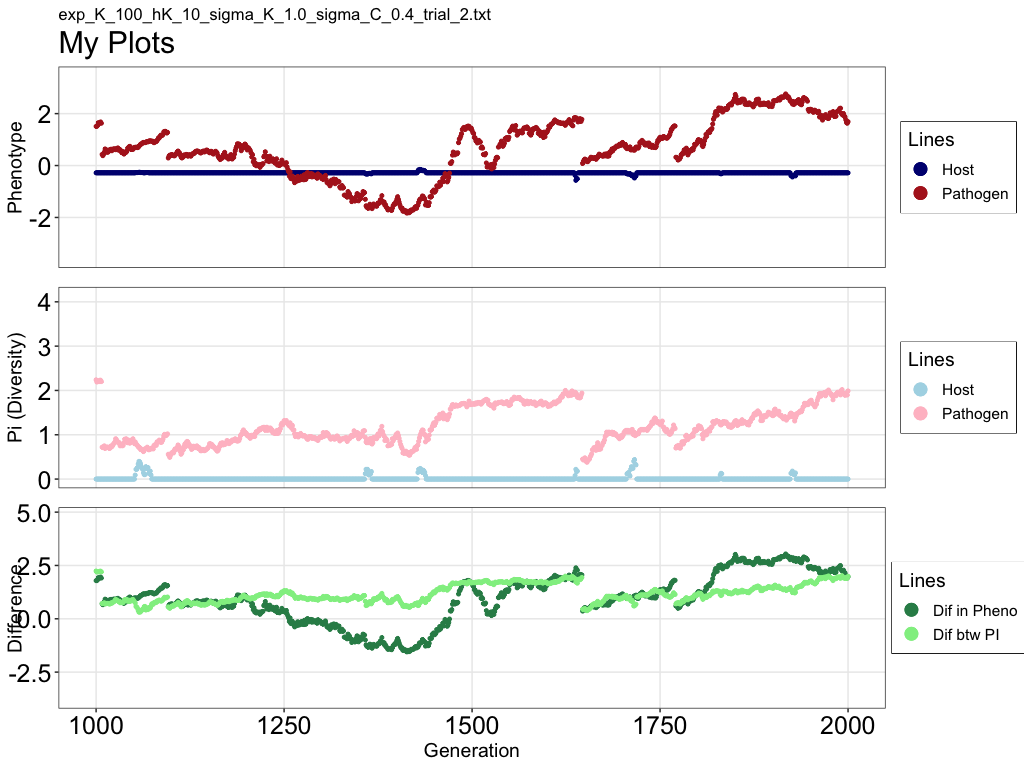 exp_K_100_hK_10_sigma_K_1.0_sigma_C_0.4_trial_2.txt
My Plots
Phenotype
2
0
-2
Lines
Host
Pathogen
Pi (Diversity)
4
3
2
1
0
Lines
Host
Pathogen
Difference
5.0
2.5
0.0
-2.5
Lines
Dif in Pheno
Dif btw PI
1000 1250 1500 1750 2000
Generation